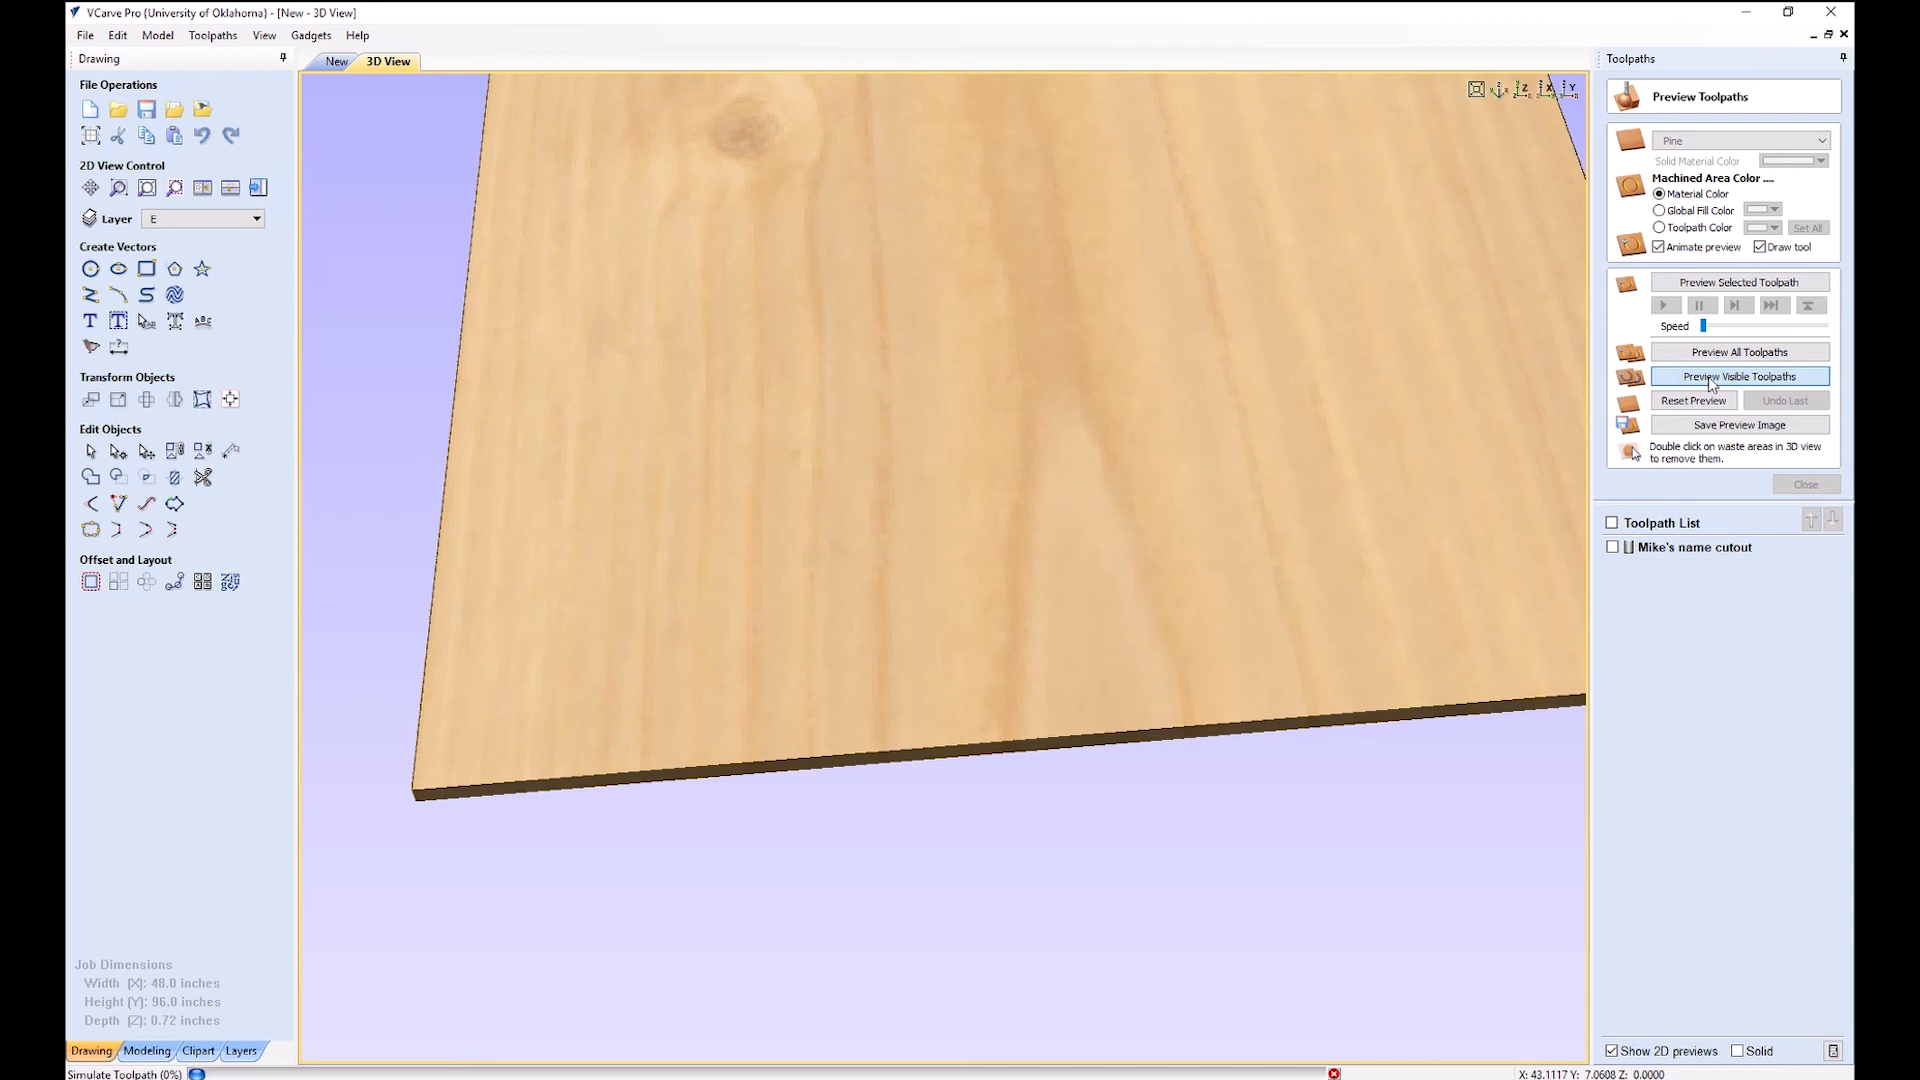 VCarve Pro {University of Oklahoma} - [New - 3D View]
File Edit Model Toolpaths View Gadgets Help
Drawing
New 3D View
Toolpaths
File Operations
2D View Control
Layer E
Create Vectors
Transform Objects
Edit Objects
Offset and Layout
Job Dimensions
Width (X): 48.0 inches
Height (Y): 96.0 inches
Depth (Z): 0.72 inches
Drawing Modeling Clipart Layers
Simulate Toolpath (0%)
Z X Y
Preview Toolpaths
Pine
Solid Material Color
Machined Area Color ....
Material Color
Global Fill Color
Toolpath Color Set All
Animate preview Draw tool
Preview Selected Toolpath
Speed
Preview All Toolpaths
Preview Visible Toolpaths
Reset Preview Undo Last
Save Preview Image
Double click on waste areas in 3D view
to remove them.
Close
Toolpath List
Mike's name cutout
Show 2D previews Solid
X: 43.1117 Y: 7.0608 Z: 0.0000